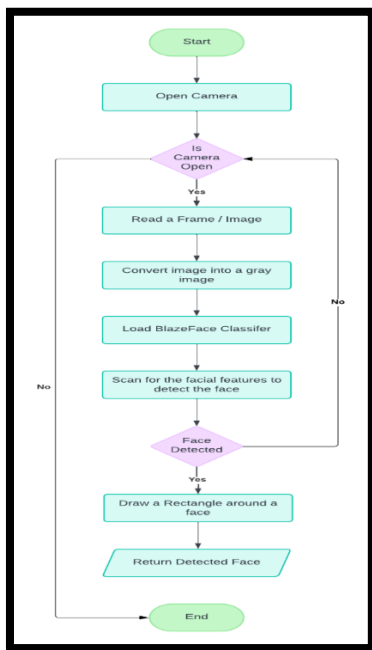 Start
Open Camera
Is
Camera
Open
Yes
Read a Frame / Image
Convert image into a gray
image
No
Load BlazeFace Classifer
Scan for the facial features to
detect the face
No
Face
Detected
Yes
Draw a Rectangle around a
face
Return Detected Face
End